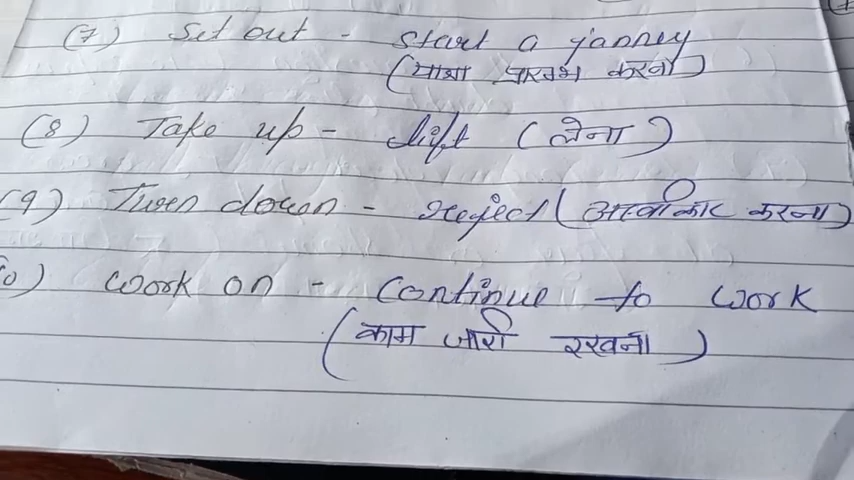 (7) Set out - Start a janney
(यात्रा प्रारम्भ करना)
(8) Take up - lift (लेना)
(9) Turn down - reject (अस्वीकार करना)
10) work on - Continue to work
(काम जारी रखना)